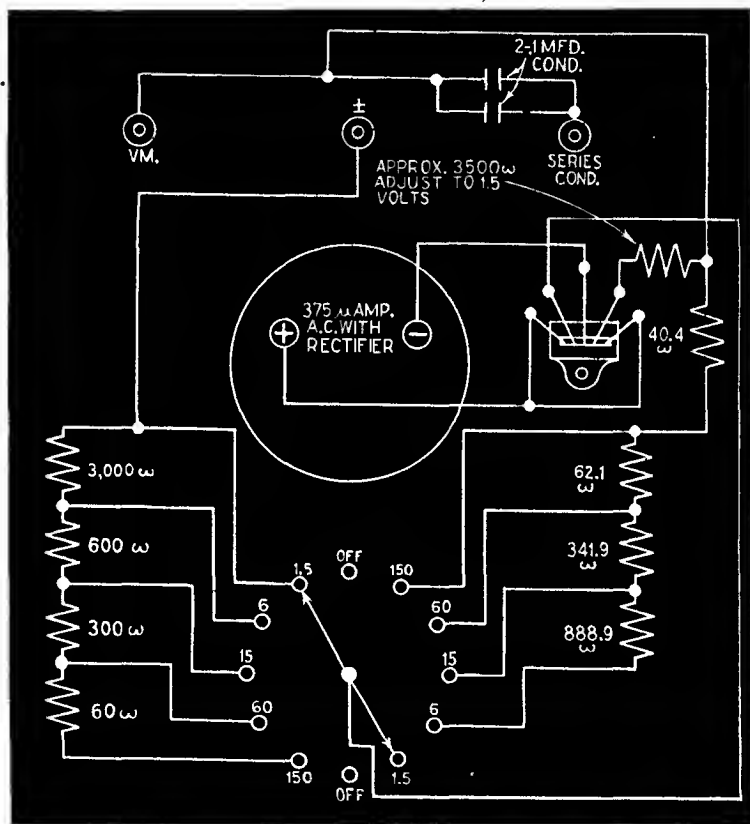 2-1 MFD.
COND.
±
VM.
SERIES
COND.
APPROX. 3500ω
ADJUST TO 1.5
VOLTS
375 μ AMP.
A.C. WITH
RECTIFIER
+
−
40.4
ω
3,000 ω
62.1
ω
600 ω
341.9
ω
300 ω
888.9
ω
60 ω
OFF
1.5
150
6
60
15
15
60
6
150
1.5
OFF